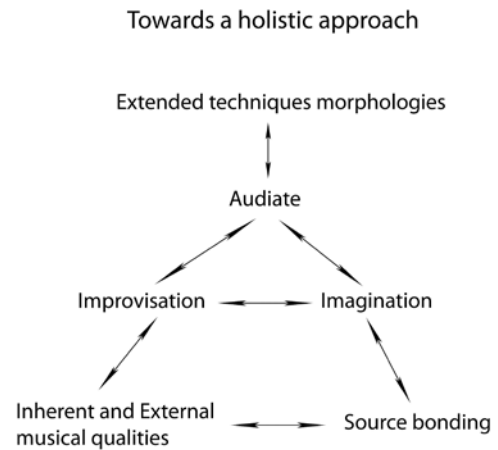 Towards a holistic approach
Extended techniques morphologies
Audiate
Improvisation
Imagination
Inherent and External
musical qualities
Source bonding